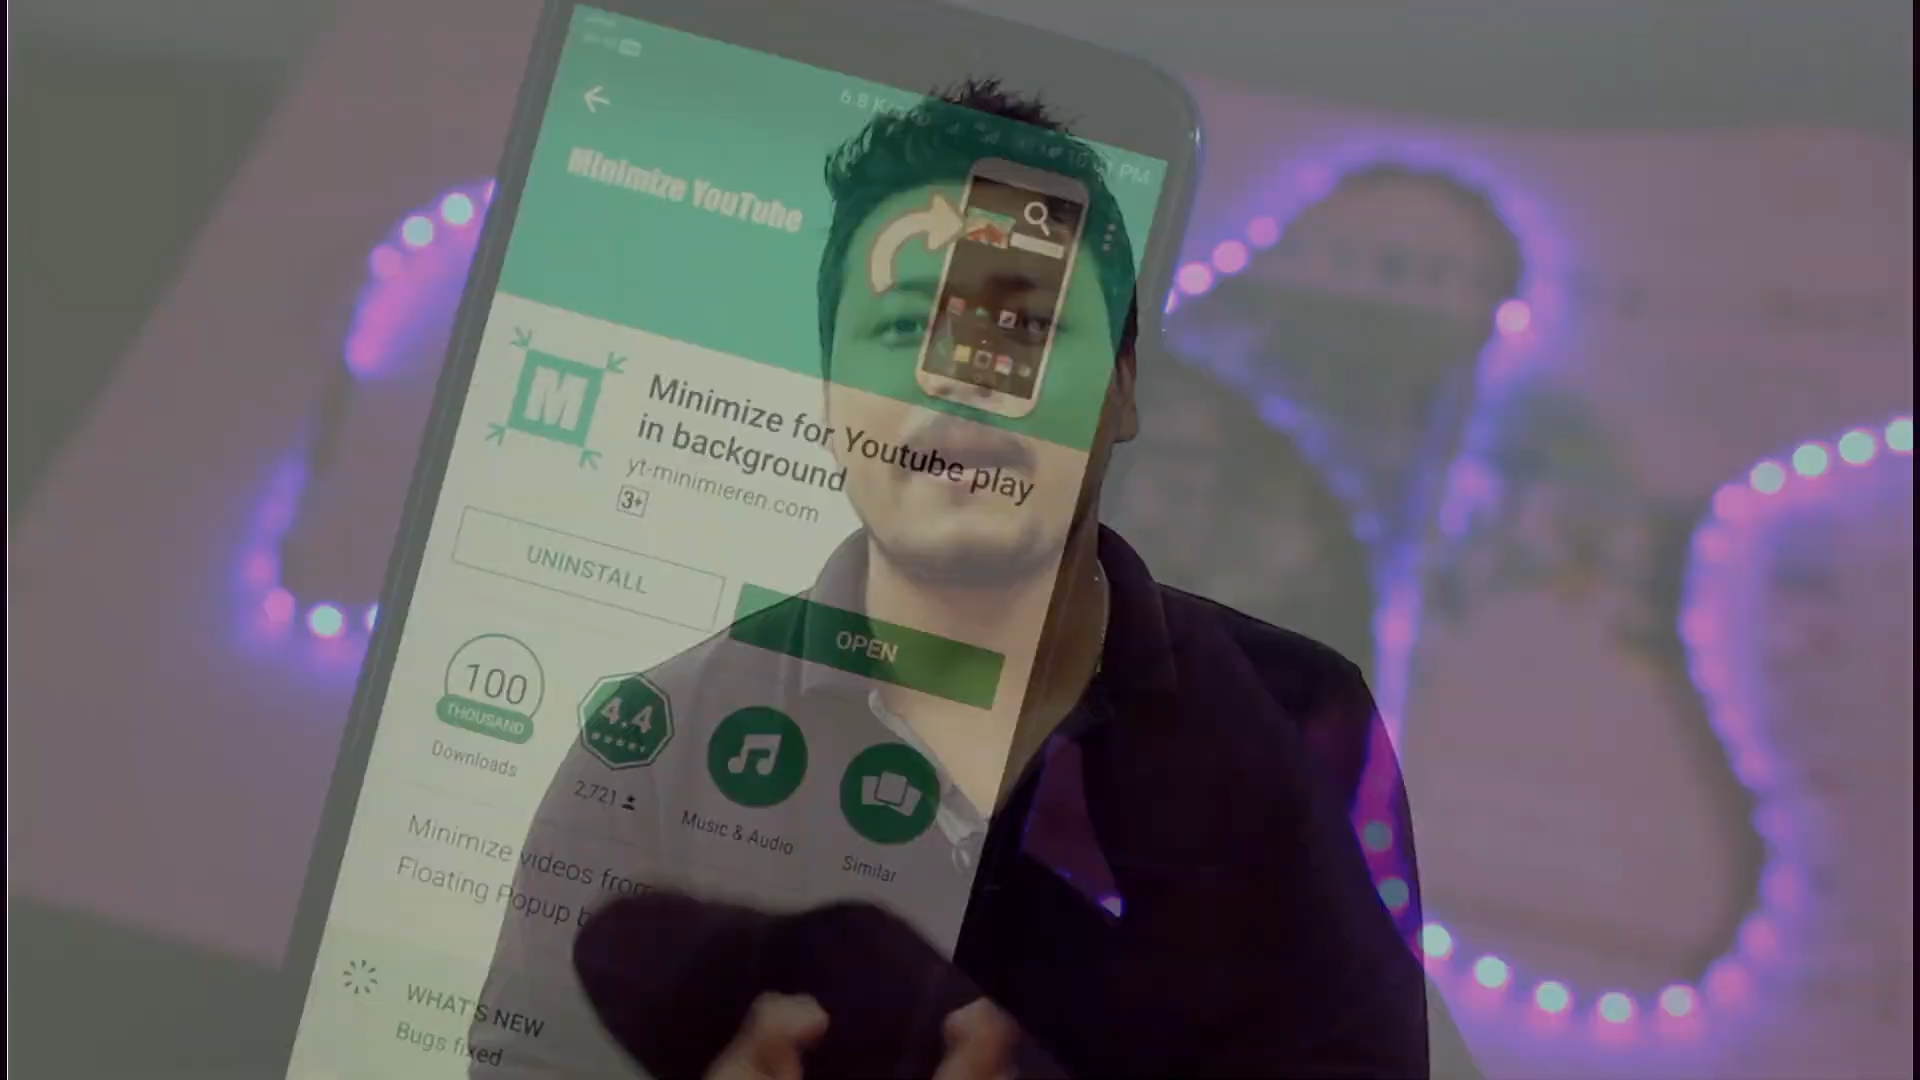 Minimize YouTube
Minimize for Youtube play
in background
yt-minimieren.com
3+
UNINSTALL
OPEN
100
THOUSAND
Downloads
4.4
2,721
Music & Audio
Similar
Minimize videos from
Floating Popup b
WHAT'S NEW
Bugs fixed
M
PM